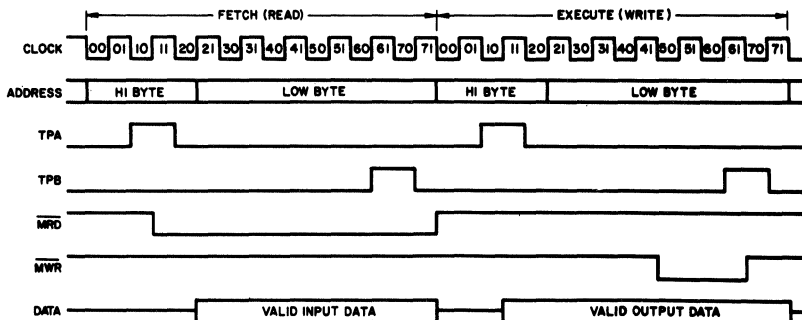 FETCH (READ) EXECUTE (WRITE)
CLOCK 00 01 10 11 20 21 30 31 40 41 50 51 60 61 70 71 00 01 10 11 20 21 30 31 40 41 50 51 60 61 70 71
ADDRESS HI BYTE LOW BYTE HI BYTE LOW BYTE
TPA
TPB
MRD
MWR
DATA VALID INPUT DATA VALID OUTPUT DATA